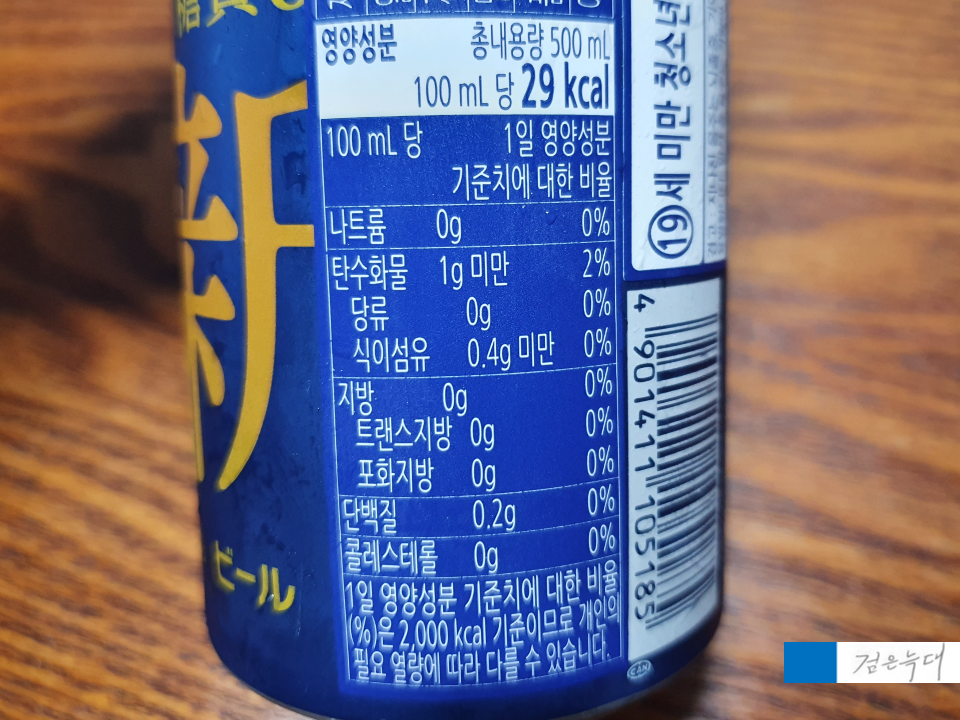 糖質
新
ビール
영양성분 총내용량 500 mL
100 mL 당 29 kcal
100 mL 당 1일 영양성분
기준치에 대한 비율
나트륨 0g 0%
탄수화물 1g 미만 2%
당류 0g 0%
식이섬유 0.4g 미만 0%
지방 0g 0%
트랜스지방 0g 0%
포화지방 0g 0%
단백질 0.2g 0%
콜레스테롤 0g 0%
1일 영양성분 기준치에 대한 비율
(%)은 2,000 kcal 기준이므로 개인의
필요 열량에 따라 다를 수 있습니다.
19세 미만 청소년
4 901411 105185
CAN
검은늑대